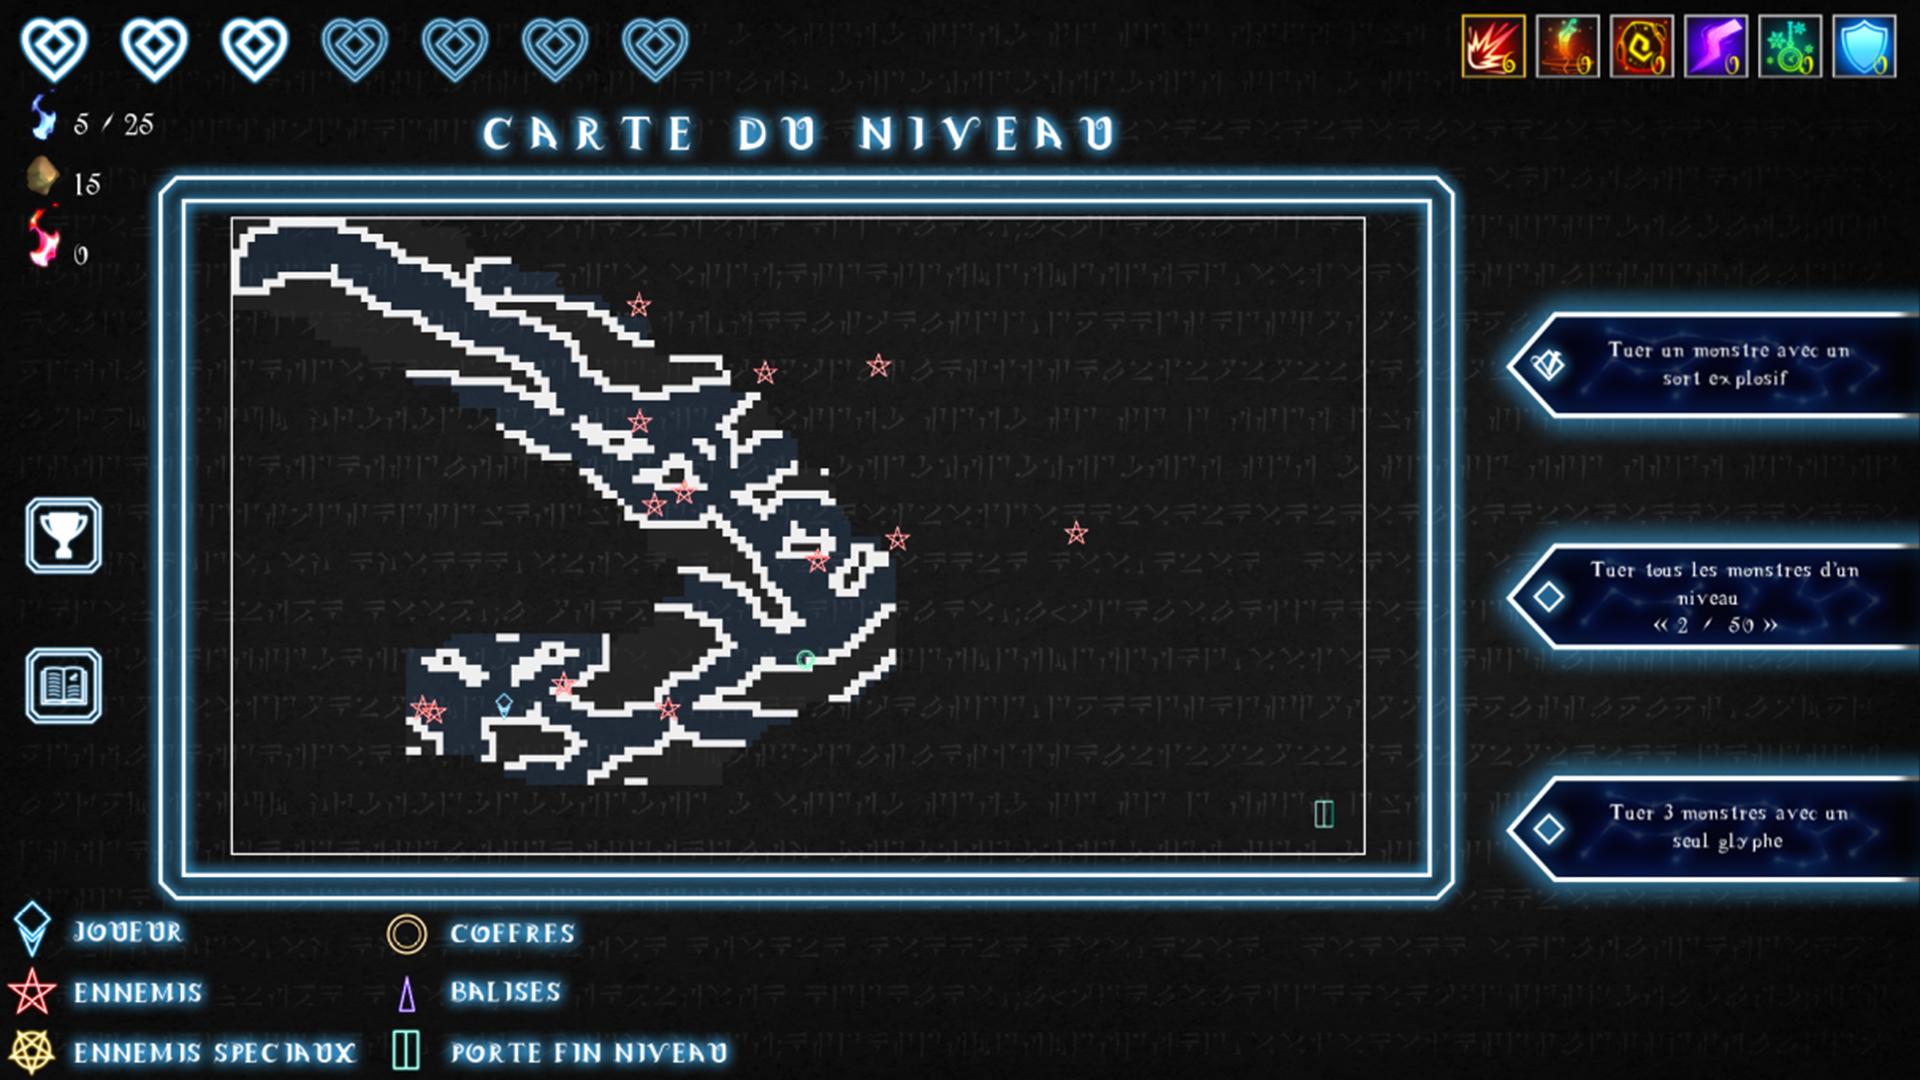 5 / 25
15
0
CARTE DU NIVEAU
Tuer un monstre avec un
sort explosif
Tuer tous les monstres d'un
niveau
« 2 / 50 »
Tuer 3 monstres avec un
seul glyphe
JOUEUR
COFFRES
ENNEMIS
BALISES
ENNEMIS SPECIAUX
PORTE FIN NIVEAU